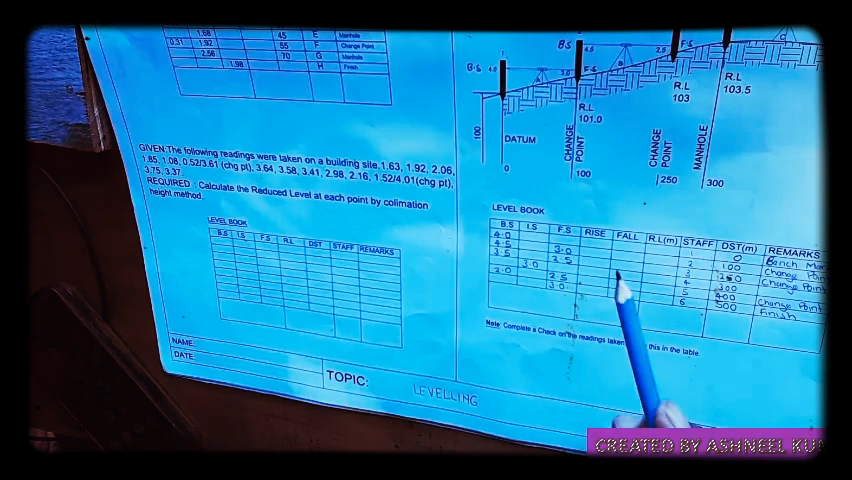 1.68 45 E Manhole
0.31 1.92 55 F Change Point
2.56 70 G Manhole
1.98 H Finish
GIVEN:The following readings were taken on a building site.1.63, 1.92, 2.06,
1.85, 1.08, 0.52/3.61 (chg pt), 3.64, 3.58, 3.41, 2.98, 2.16, 1.52/4.01(chg pt),
3.75, 3.37.
REQUIRED : Calculate the Reduced Level at each point by colimation
height method.
LEVEL BOOK
B.S I.S F.S R.L DST STAFF REMARKS
NAME:
DATE:
TOPIC: LEVELLING
B.S 4.0 3.0 F.S
B.S 4.5 2.5 F.S
A B C
R.L
101.0
R.L
103
R.L
103.5
100
DATUM
CHANGE
POINT
CHANGE
POINT
MANHOLE
0 100 250 300
LEVEL BOOK
B.S I.S F.S RISE FALL R.L(m) STAFF DST(m) REMARKS
4.0 1 0 Banch Mar
4.5 3.0 2 100 Change Poin
3.5 2.5 3 250 Change Point
3.0 4 300
2.0 2.5 5 400 Change Point
3.0 6 500 Finish
Note: Complete a Check on the readings taken this in the table.
CREATED BY ASHNEEL KU